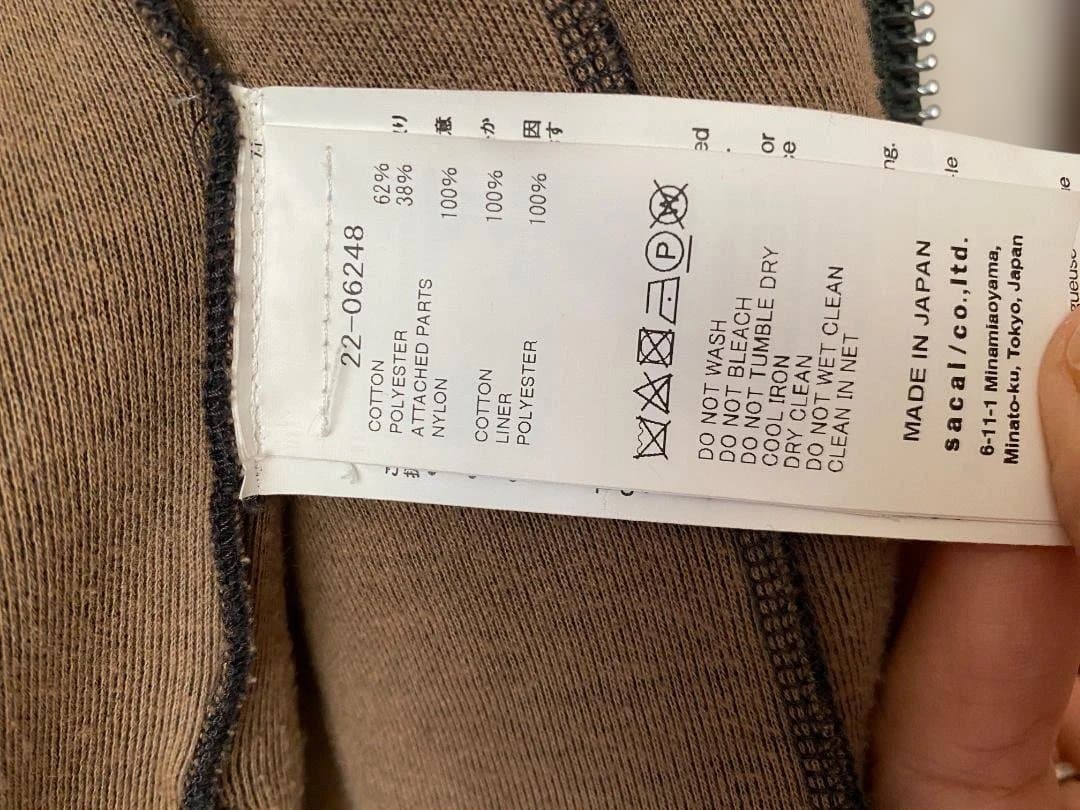 22-06248
COTTON 62%
POLYESTER 38%
ATTACHED PARTS
NYLON 100%
COTTON 100%
LINER
POLYESTER 100%
P W
DO NOT WASH
DO NOT BLEACH
DO NOT TUMBLE DRY
COOL IRON
DRY CLEAN
DO NOT WET CLEAN
CLEAN IN NET
MADE IN JAPAN
sacal/co.,ltd.
6-11-1 Minamiaoyama,
Minato-ku, Tokyo, Japan